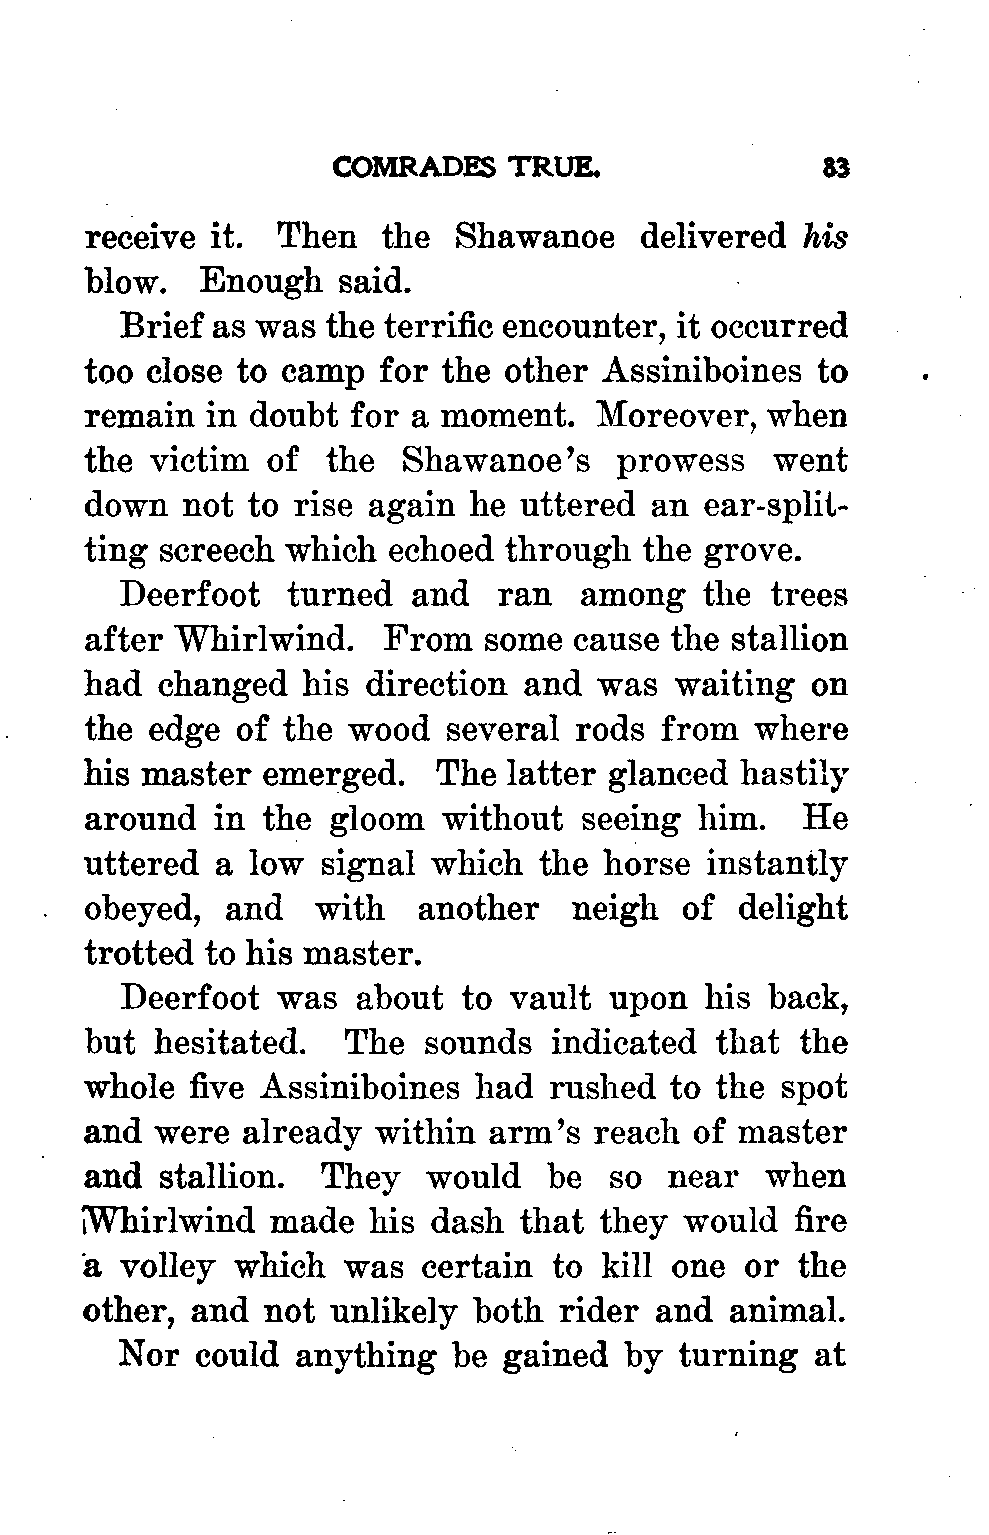 COMRADES TRUE. 83
receive it. Then the Shawanoe delivered his
blow. Enough said.
Brief as was the terrific encounter, it occurred
too close to camp for the other Assiniboines to
remain in doubt for a moment. Moreover, when
the victim of the Shawanoe's prowess went
down not to rise again he uttered an ear-split-
ting screech which echoed through the grove.
Deerfoot turned and ran among the trees
after Whirlwind. From some cause the stallion
had changed his direction and was waiting on
the edge of the wood several rods from where
his master emerged. The latter glanced hastily
around in the gloom without seeing him. He
uttered a low signal which the horse instantly
obeyed, and with another neigh of delight
trotted to his master.
Deerfoot was about to vault upon his back,
but hesitated. The sounds indicated that the
whole five Assiniboines had rushed to the spot
and were already within arm's reach of master
and stallion. They would be so near when
Whirlwind made his dash that they would fire
a volley which was certain to kill one or the
other, and not unlikely both rider and animal.
Nor could anything be gained by turning at